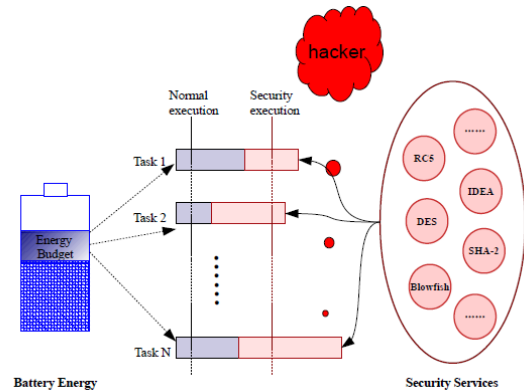 hacker
Normal
execution
Security
execution
Task 1
Task 2
Task N
Energy
Budget
Battery Energy
······
RC5
IDEA
DES
SHA-2
Blowfish
······
Security Services